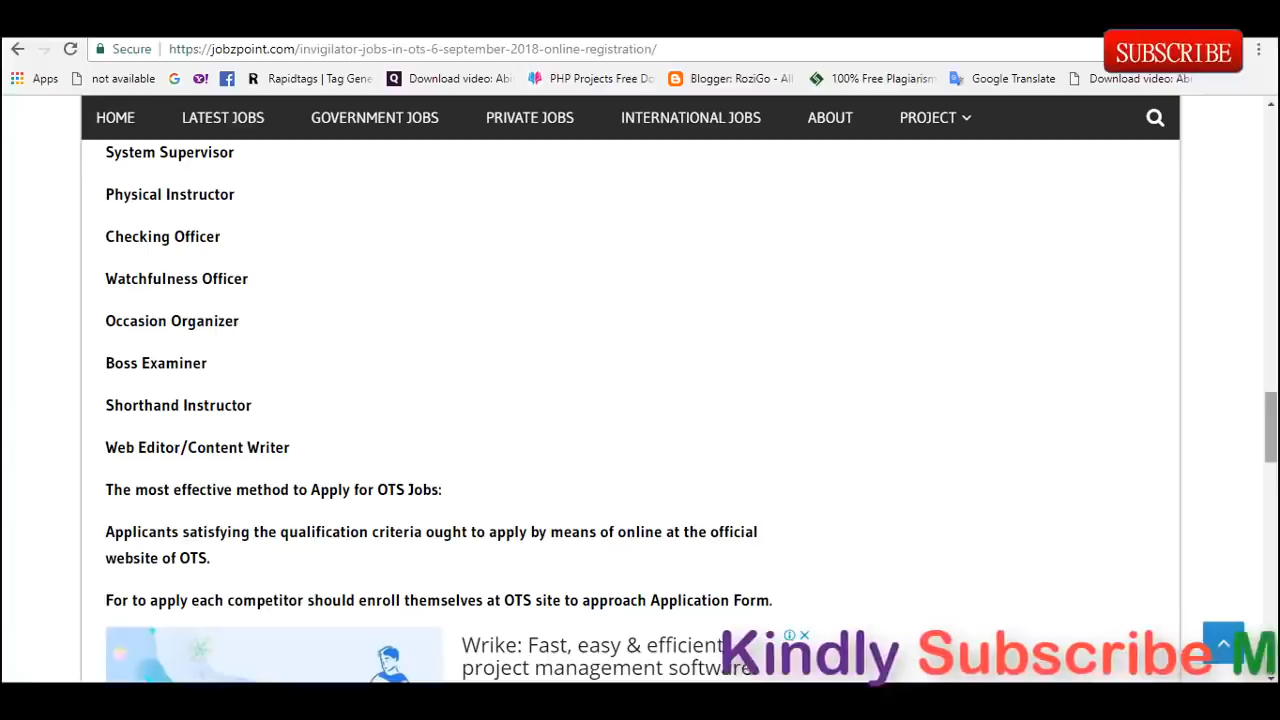 Secure
https://jobzpoint.com/invigilator-jobs-in-ots-6-september-2018-online-registration/
SUBSCRIBE
Apps
not available
Rapidtags | Tag Gene
Download video: Abi
PHP Projects Free Do
Blogger: RoziGo - All
100% Free Plagiarism
Google Translate
Download video: Abi
HOME
LATEST JOBS
GOVERNMENT JOBS
PRIVATE JOBS
INTERNATIONAL JOBS
ABOUT
PROJECT
System Supervisor
Physical Instructor
Checking Officer
Watchfulness Officer
Occasion Organizer
Boss Examiner
Shorthand Instructor
Web Editor/Content Writer
The most effective method to Apply for OTS Jobs:
Applicants satisfying the qualification criteria ought to apply by means of online at the official
website of OTS.
For to apply each competitor should enroll themselves at OTS site to approach Application Form.
Wrike: Fast, easy & efficient
project management software
Kindly Subscribe M